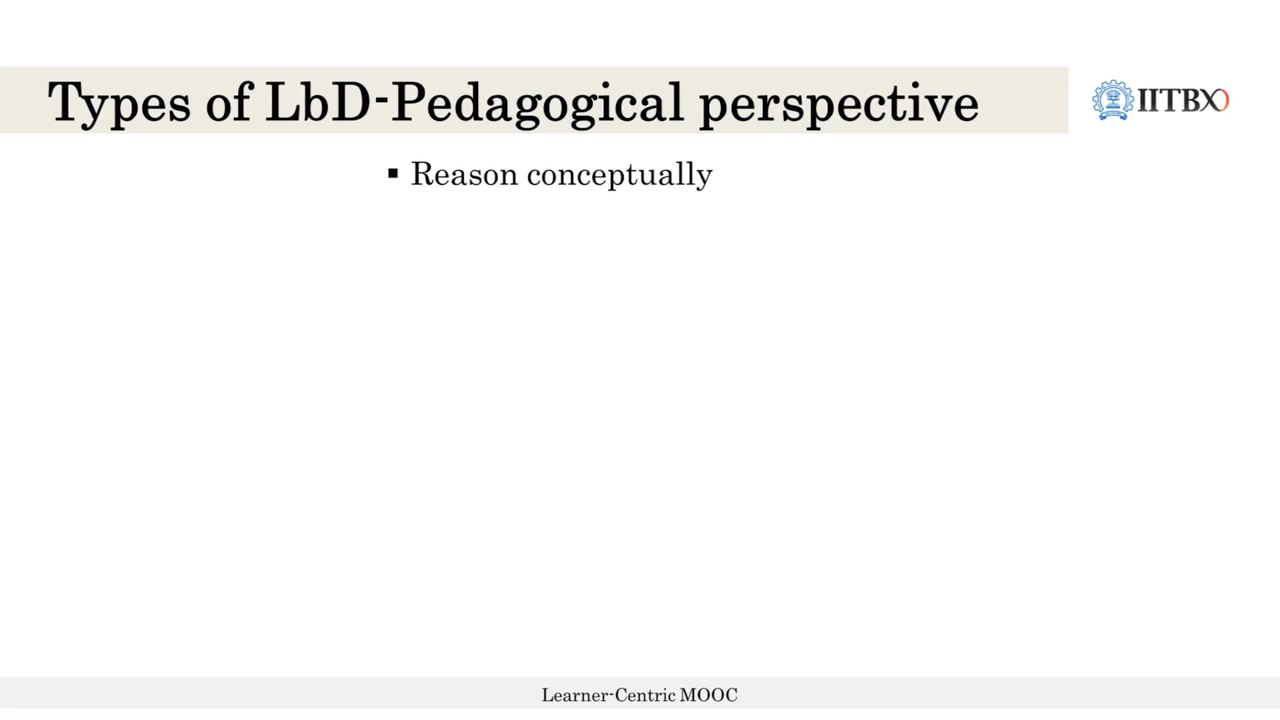 Types of LbD-Pedagogical perspective
IITBX
▪ Reason conceptually
Learner-Centric MOOC